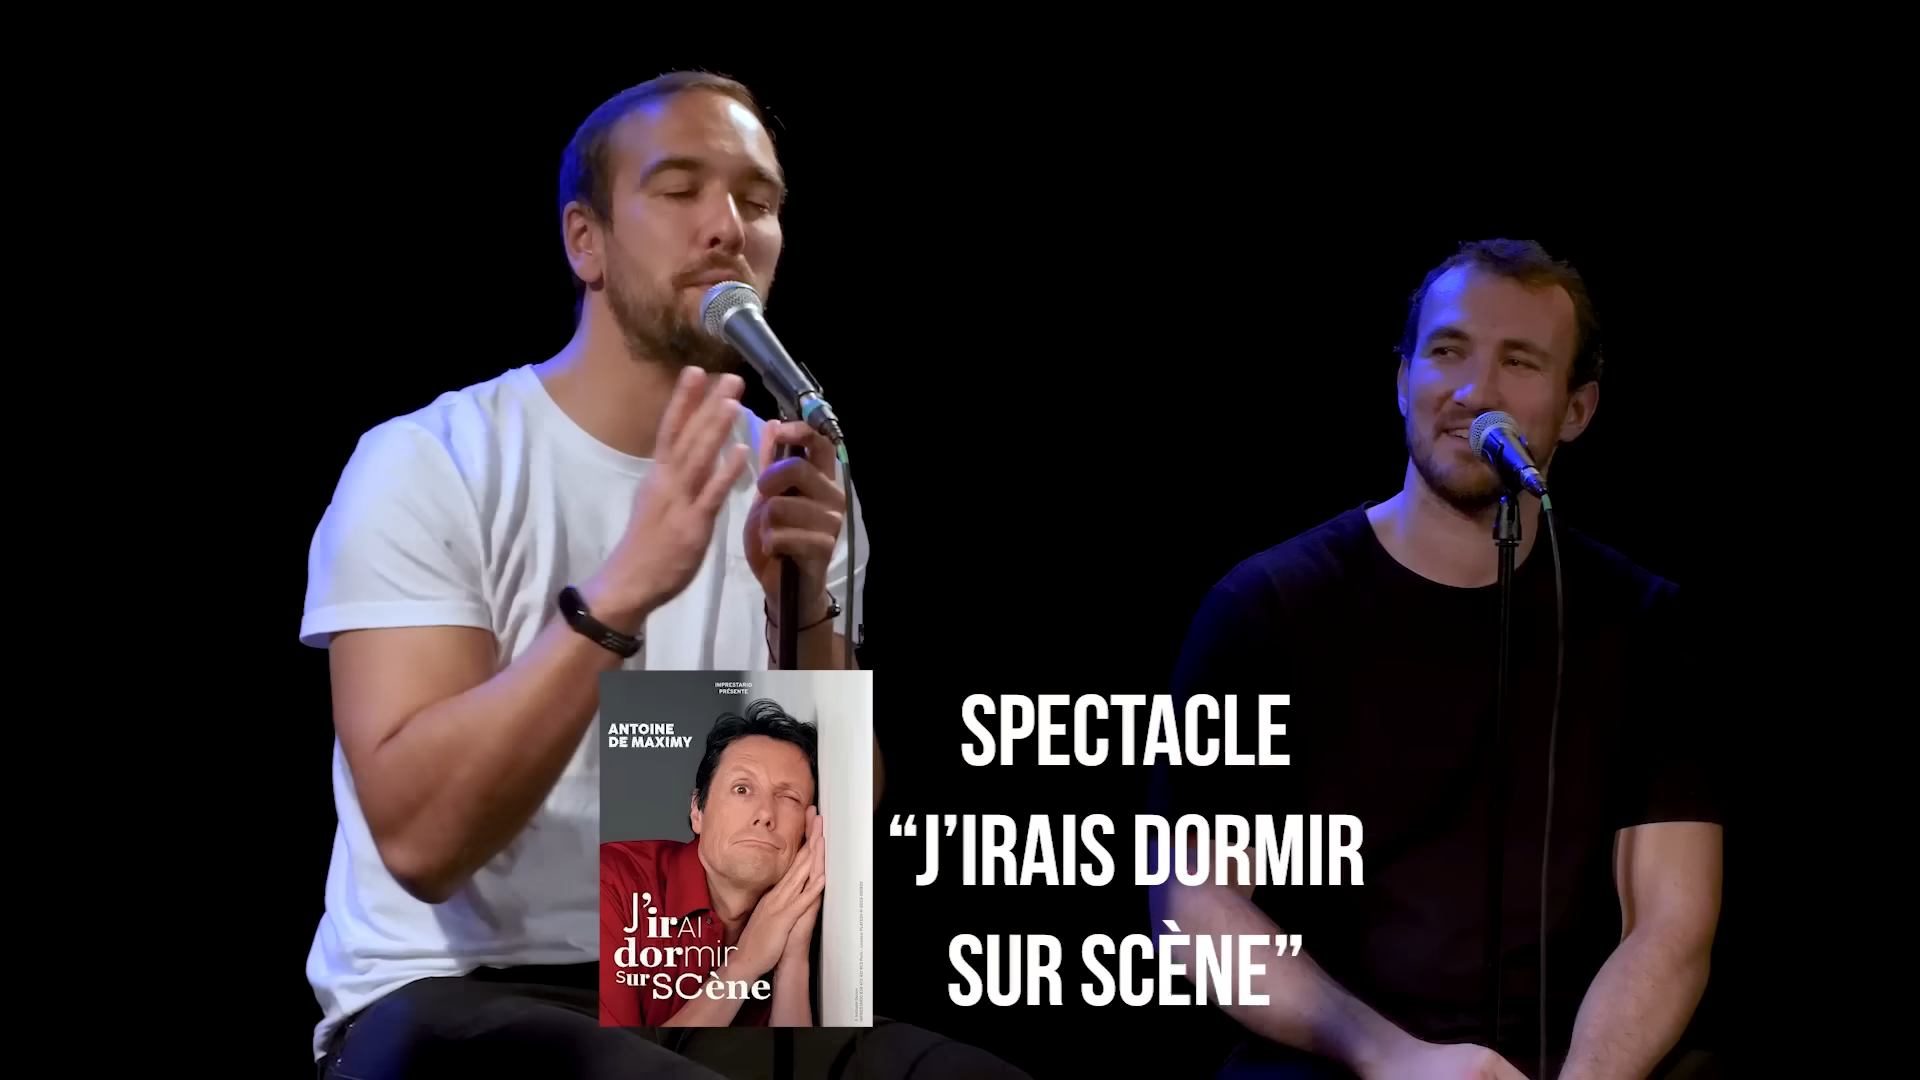 IMPRESTARIO
PRÉSENTE
ANTOINE
DE MAXIMY
J'irAI
dormir
sur SCène
SPECTACLE
“J’IRAIS DORMIR
SUR SCÈNE”